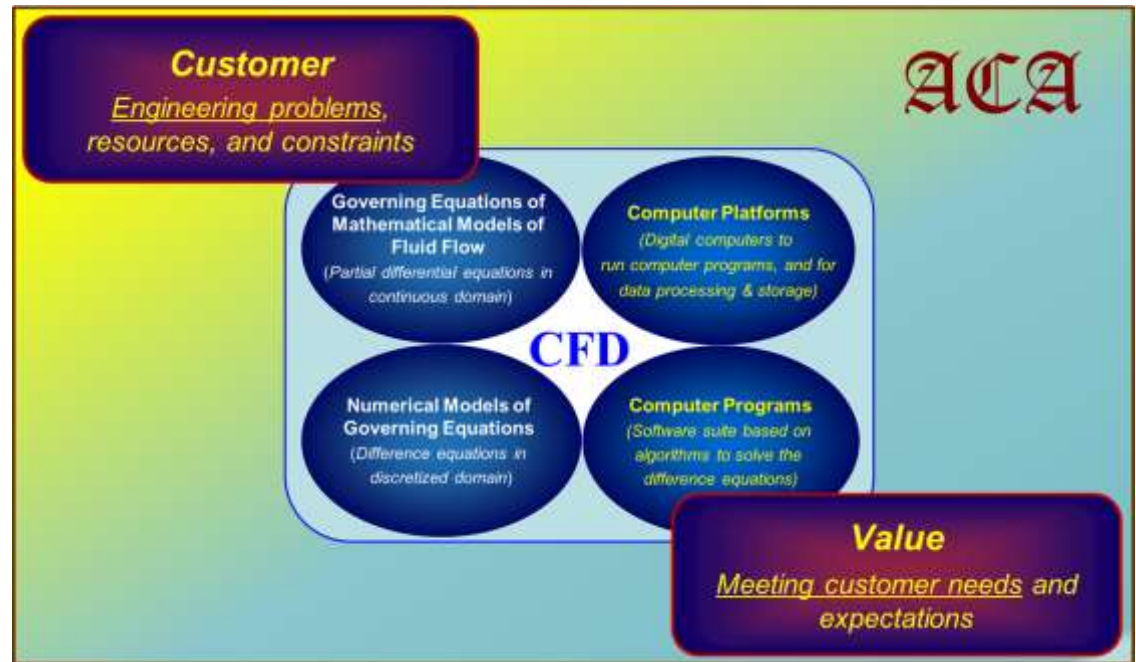 Customer
Engineering problems,
resources, and constraints
ACA
Governing Equations of
Mathematical Models of
Fluid Flow
(Partial differential equations in
continuous domain)
Computer Platforms
(Digital computers to
run computer programs, and for
data processing & storage)
CFD
Numerical Models of
Governing Equations
(Difference equations in
discretized domain)
Computer Programs
(Software suite based on
algorithms to solve the
difference equations)
Value
Meeting customer needs and
expectations